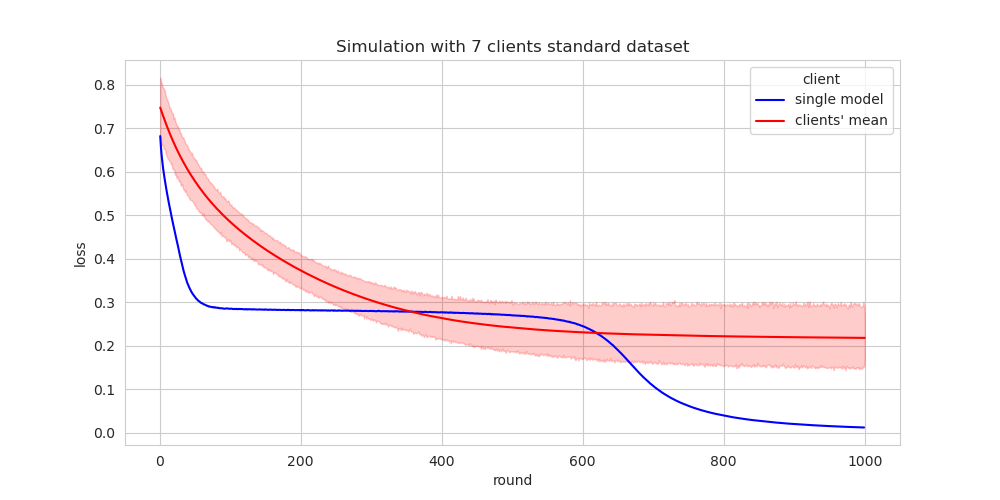 Simulation with 7 clients standard dataset
client
single model
clients' mean
loss
0.8
0.7
0.6
0.5
0.4
0.3
0.2
0.1
0.0
0 200 400 600 800 1000
round